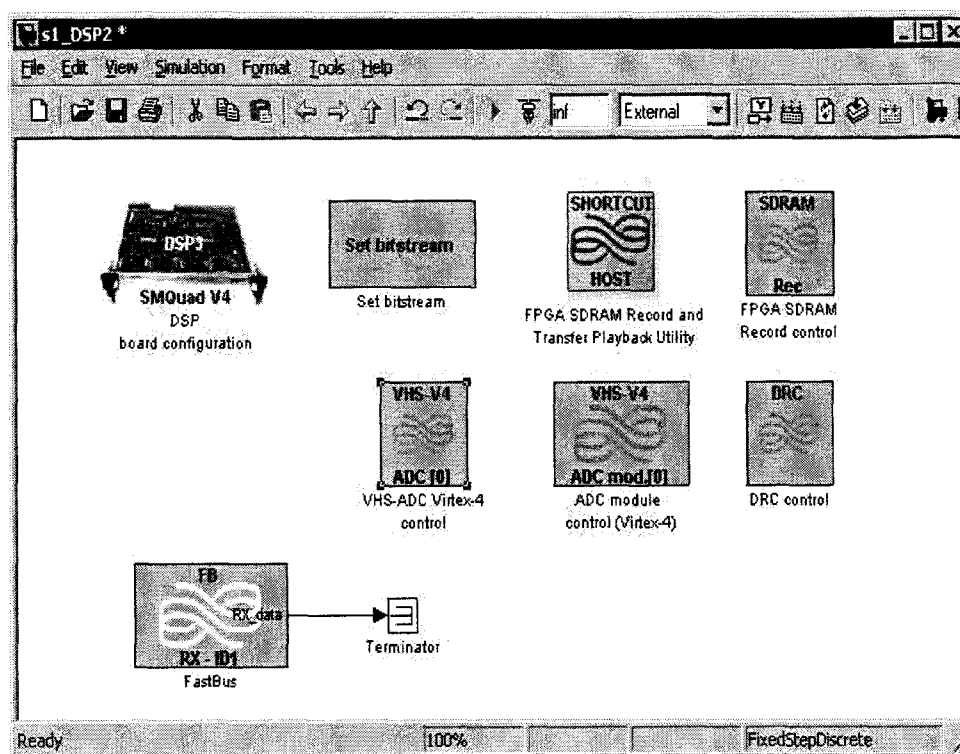 s1_DSP2 *
File Edit View Simulation Format Tools Help
inf External
DSP3
SMQuad V4
DSP
board configuration
Set bitstream
Set bitstream
SHORTCUT
HOST
FPGA SDRAM Record and
Transfer Playback Utility
SDRAM
Rec
FPGA SDRAM
Record control
VHS-V4
ADC [0]
VHS-ADC Virtex-4
control
VHS-V4
ADC mod.[0]
ADC module
control (Virtex-4)
DRC
DRC control
FB
RX_data
RX - ID1
FastBus
Terminator
Ready 100% FixedStepDiscrete